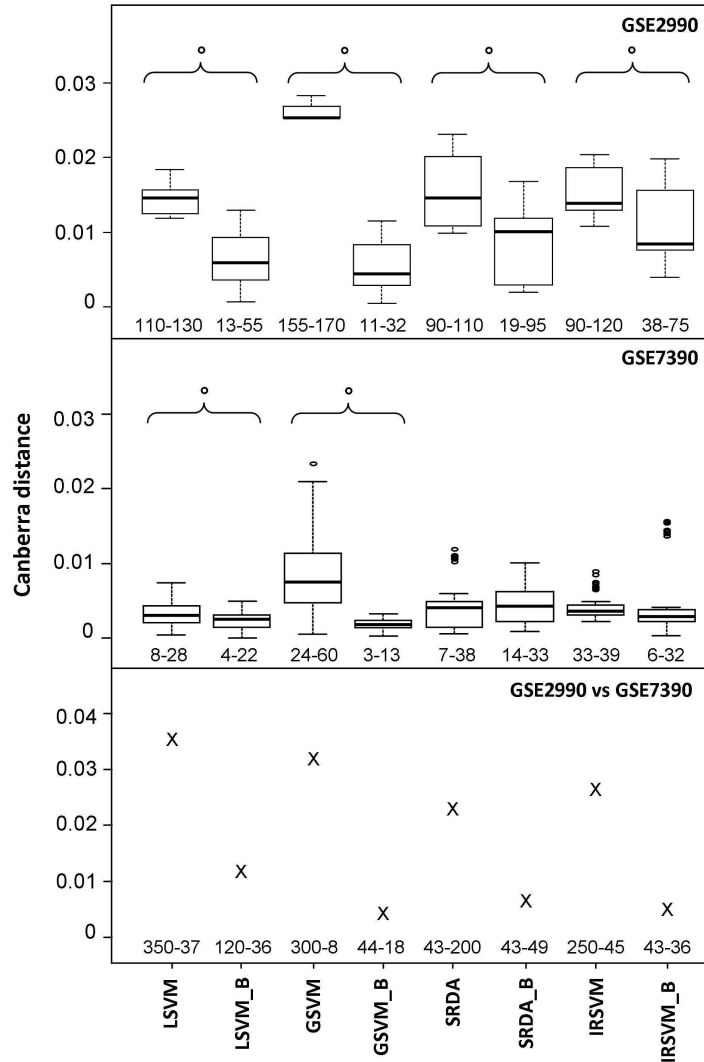 GSE2990
0.03
0.02
0.01
0
110-130 13-55 155-170 11-32 90-110 19-95 90-120 38-75
GSE7390
Canberra distance
0.03
0.02
0.01
0
8-28 4-22 24-60 3-13 7-38 14-33 33-39 6-32
GSE2990 vs GSE7390
0.04
X
0.03
X
X
0.02
X
0.01
X
X
X
X
0
350-37 120-36 300-8 44-18 43-200 43-49 250-45 43-36
LSVM
LSVM_B
GSVM
GSVM_B
SRDA
SRDA_B
IRSVM
IRSVM_B